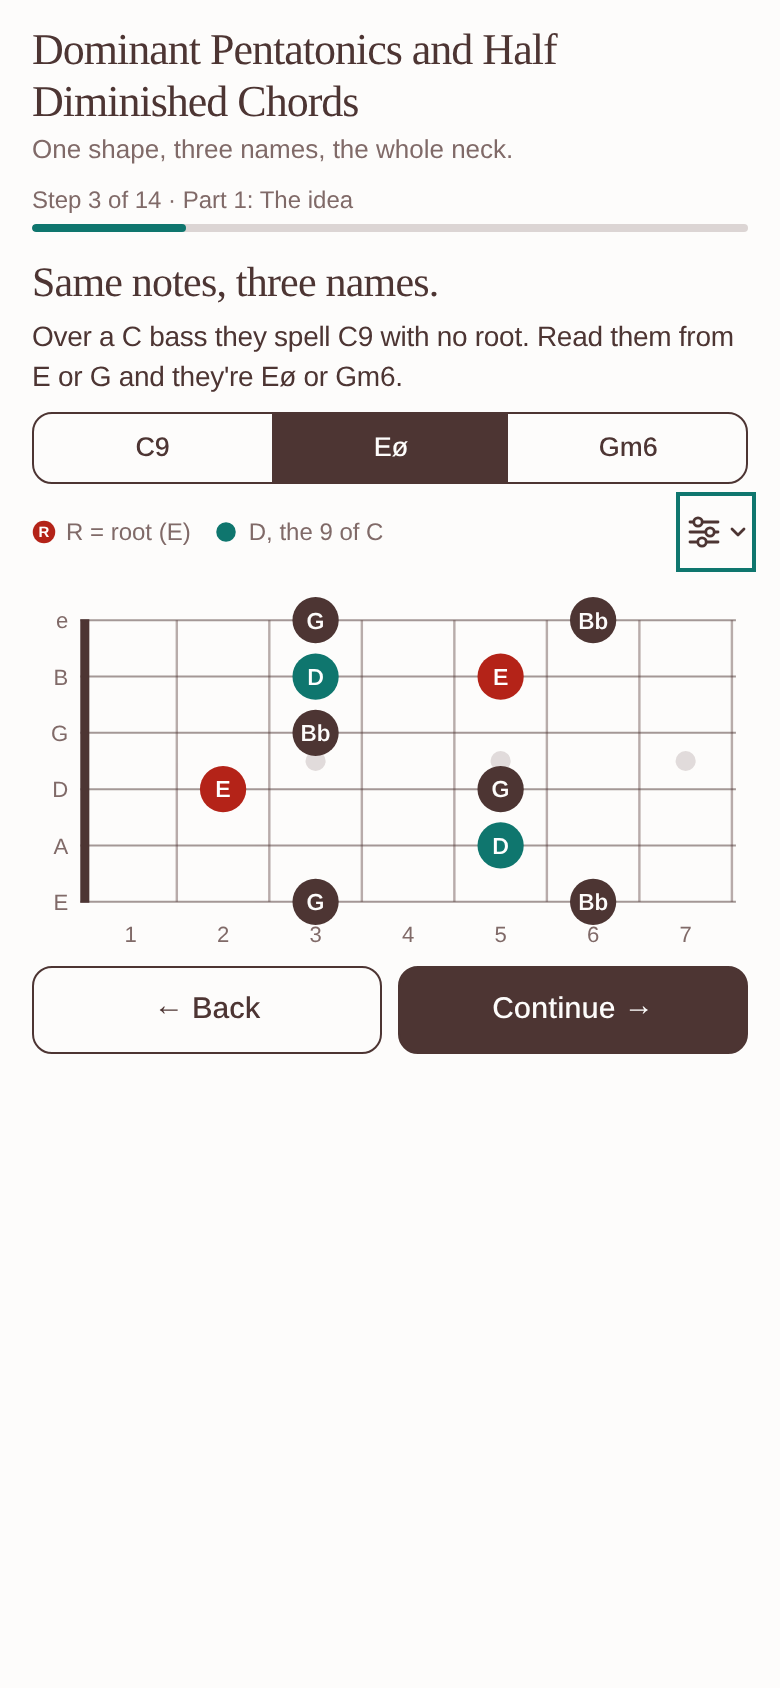 Dominant Pentatonics and Half
Diminished Chords
One shape, three names, the whole neck.
Step 3 of 14 · Part 1: The idea
Same notes, three names.
Over a C bass they spell C9 with no root. Read them from
E or G and they're Eø or Gm6.
C9 Eø Gm6
R R = root (E) D, the 9 of C
e G Bb
B D E
G Bb
D E G
A D
E G Bb
1 2 3 4 5 6 7
← Back Continue →